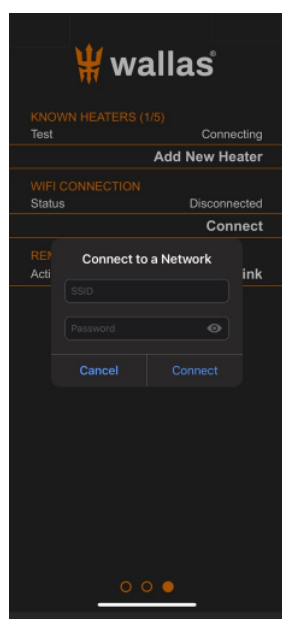 wallas®
KNOWN HEATERS (1/5)
Test Connecting
Add New Heater
WIFI CONNECTION
Status Disconnected
Connect
Connect to a Network
SSID
Password
Cancel Connect